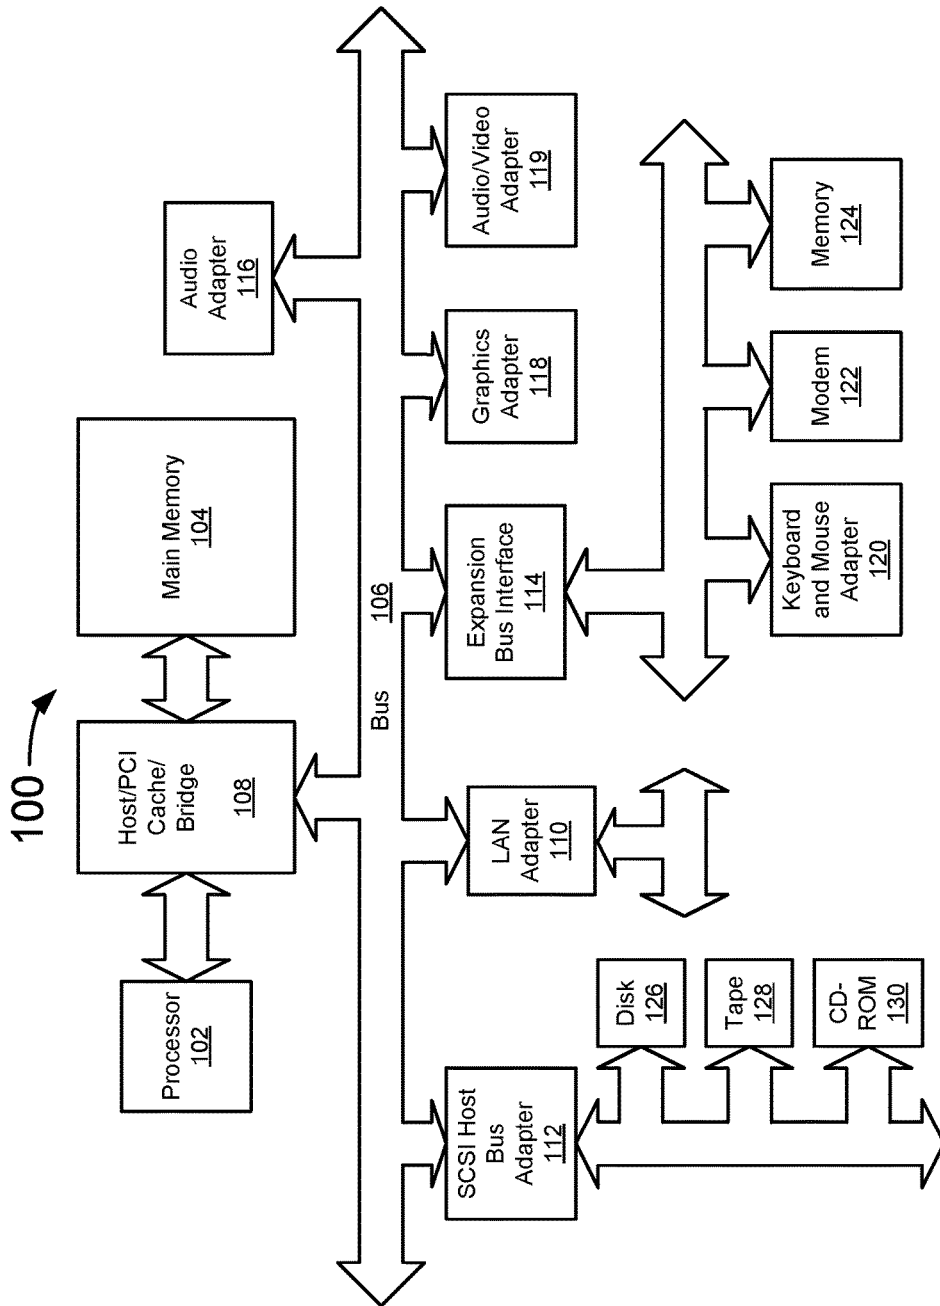 100
Processor
102
Host/PCI
Cache/
Bridge
108
Main Memory
104
Audio
Adapter
116
Bus
106
SCSI Host
Bus
Adapter
112
LAN
Adapter
110
Expansion
Bus Interface
114
Graphics
Adapter
118
Audio/Video
Adapter
119
Disk
126
Tape
128
CD-
ROM
130
Keyboard
and Mouse
Adapter
120
Modem
122
Memory
124